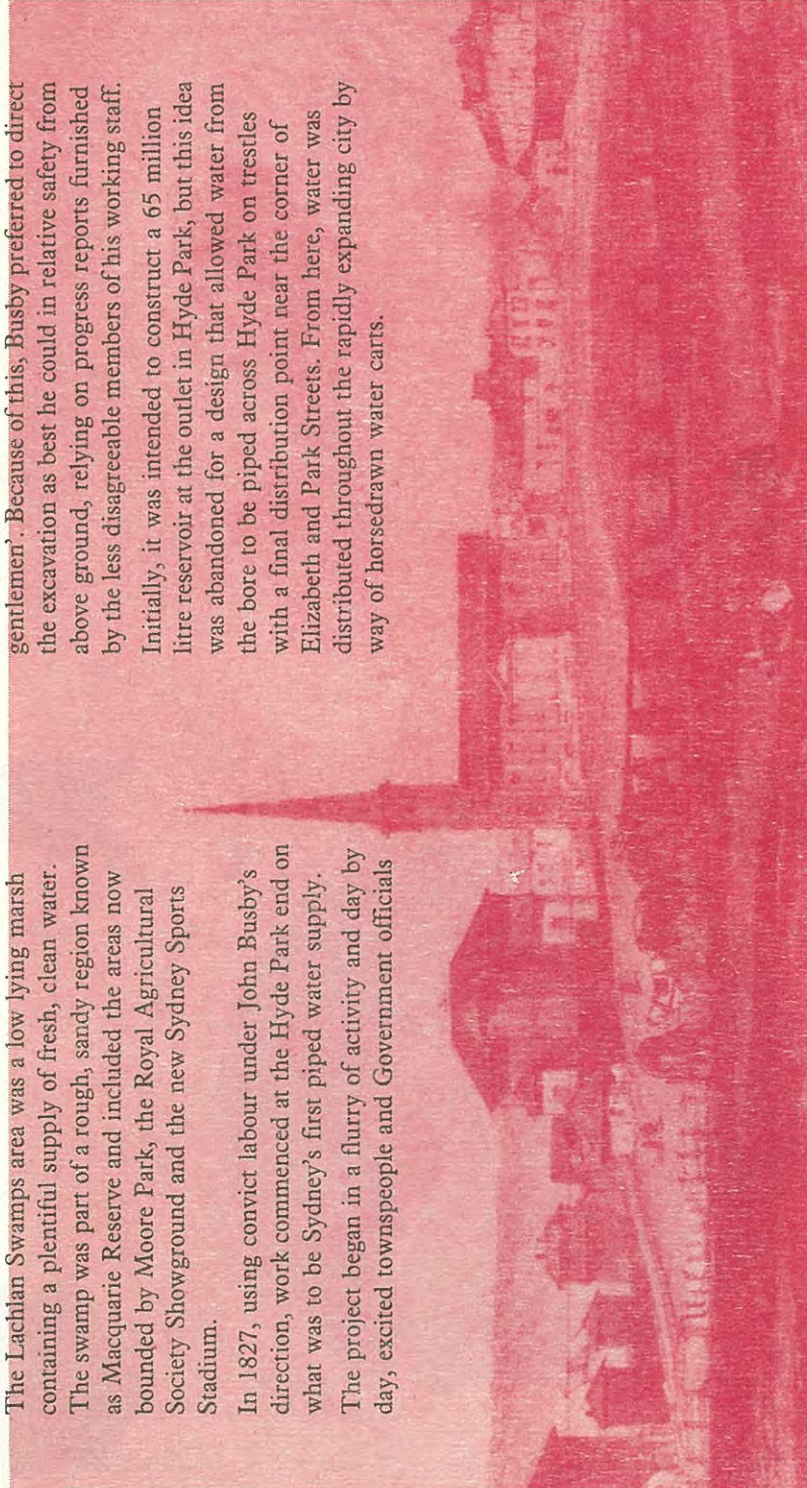 The Lachlan Swamps area was a low lying marsh
containing a plentiful supply of fresh, clean water.
The swamp was part of a rough, sandy region known
as Macquarie Reserve and included the areas now
bounded by Moore Park, the Royal Agricultural
Society Showground and the new Sydney Sports
Stadium.
In 1827, using convict labour under John Busby's
direction, work commenced at the Hyde Park end on
what was to be Sydney's first piped water supply.
The project began in a flurry of activity and day by
day, excited townspeople and Government officials
gentlemen'. Because of this, Busby preferred to direct
the excavation as best he could in relative safety from
above ground, relying on progress reports furnished
by the less disagreeable members of his working staff.
Initially, it was intended to construct a 65 million
litre reservoir at the outlet in Hyde Park, but this idea
was abandoned for a design that allowed water from
the bore to be piped across Hyde Park on trestles
with a final distribution point near the corner of
Elizabeth and Park Streets. From here, water was
distributed throughout the rapidly expanding city by
way of horsedrawn water carts.